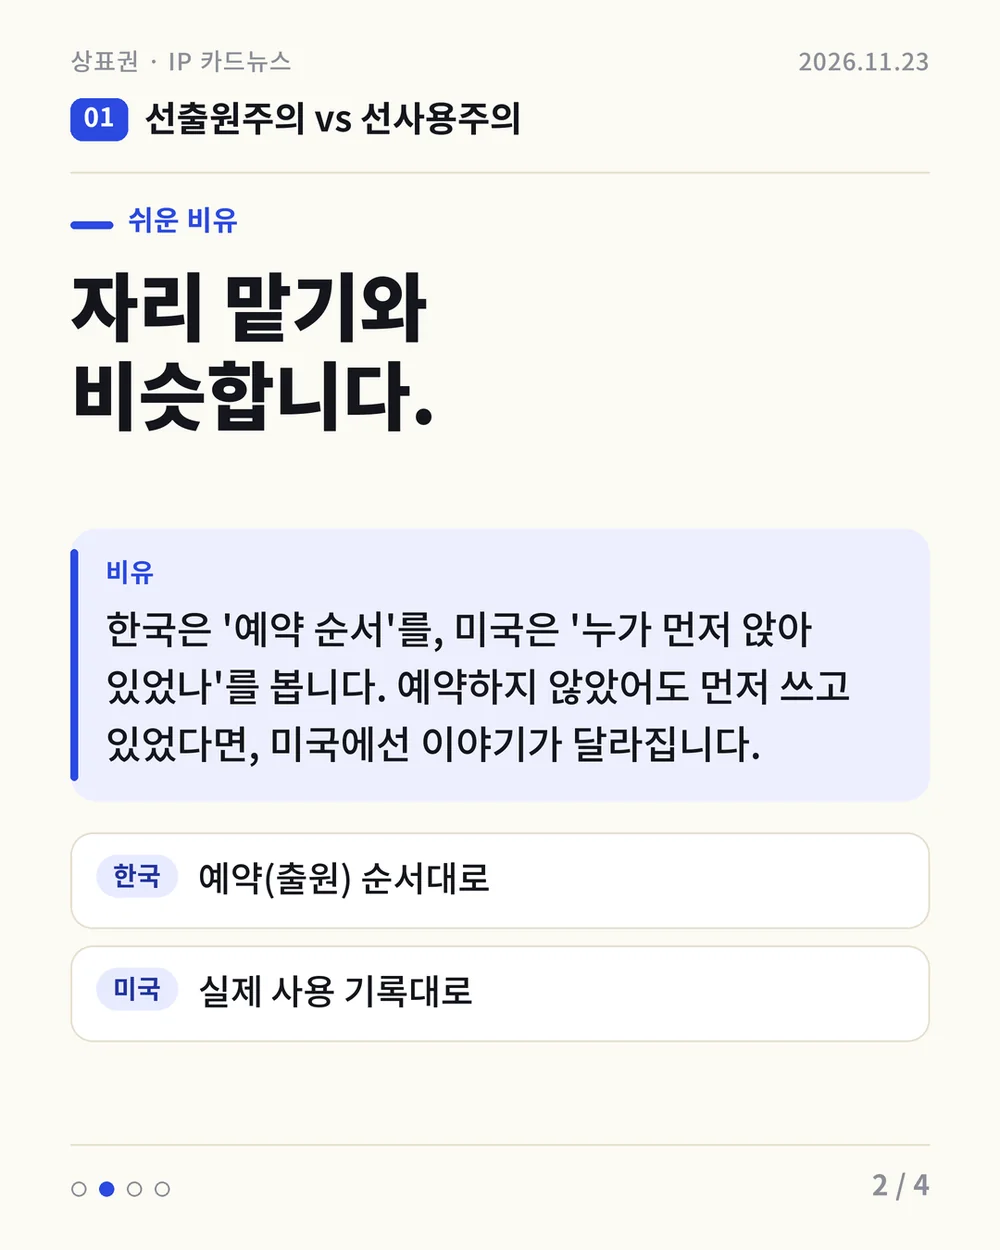 상표권 · IP 카드뉴스
2026.11.23
01 선출원주의 vs 선사용주의
쉬운 비유
자리 맡기와
비슷합니다.
비유
한국은 '예약 순서'를, 미국은 '누가 먼저 앉아
있었나'를 봅니다. 예약하지 않았어도 먼저 쓰고
있었다면, 미국에선 이야기가 달라집니다.
한국 예약(출원) 순서대로
미국 실제 사용 기록대로
2 / 4